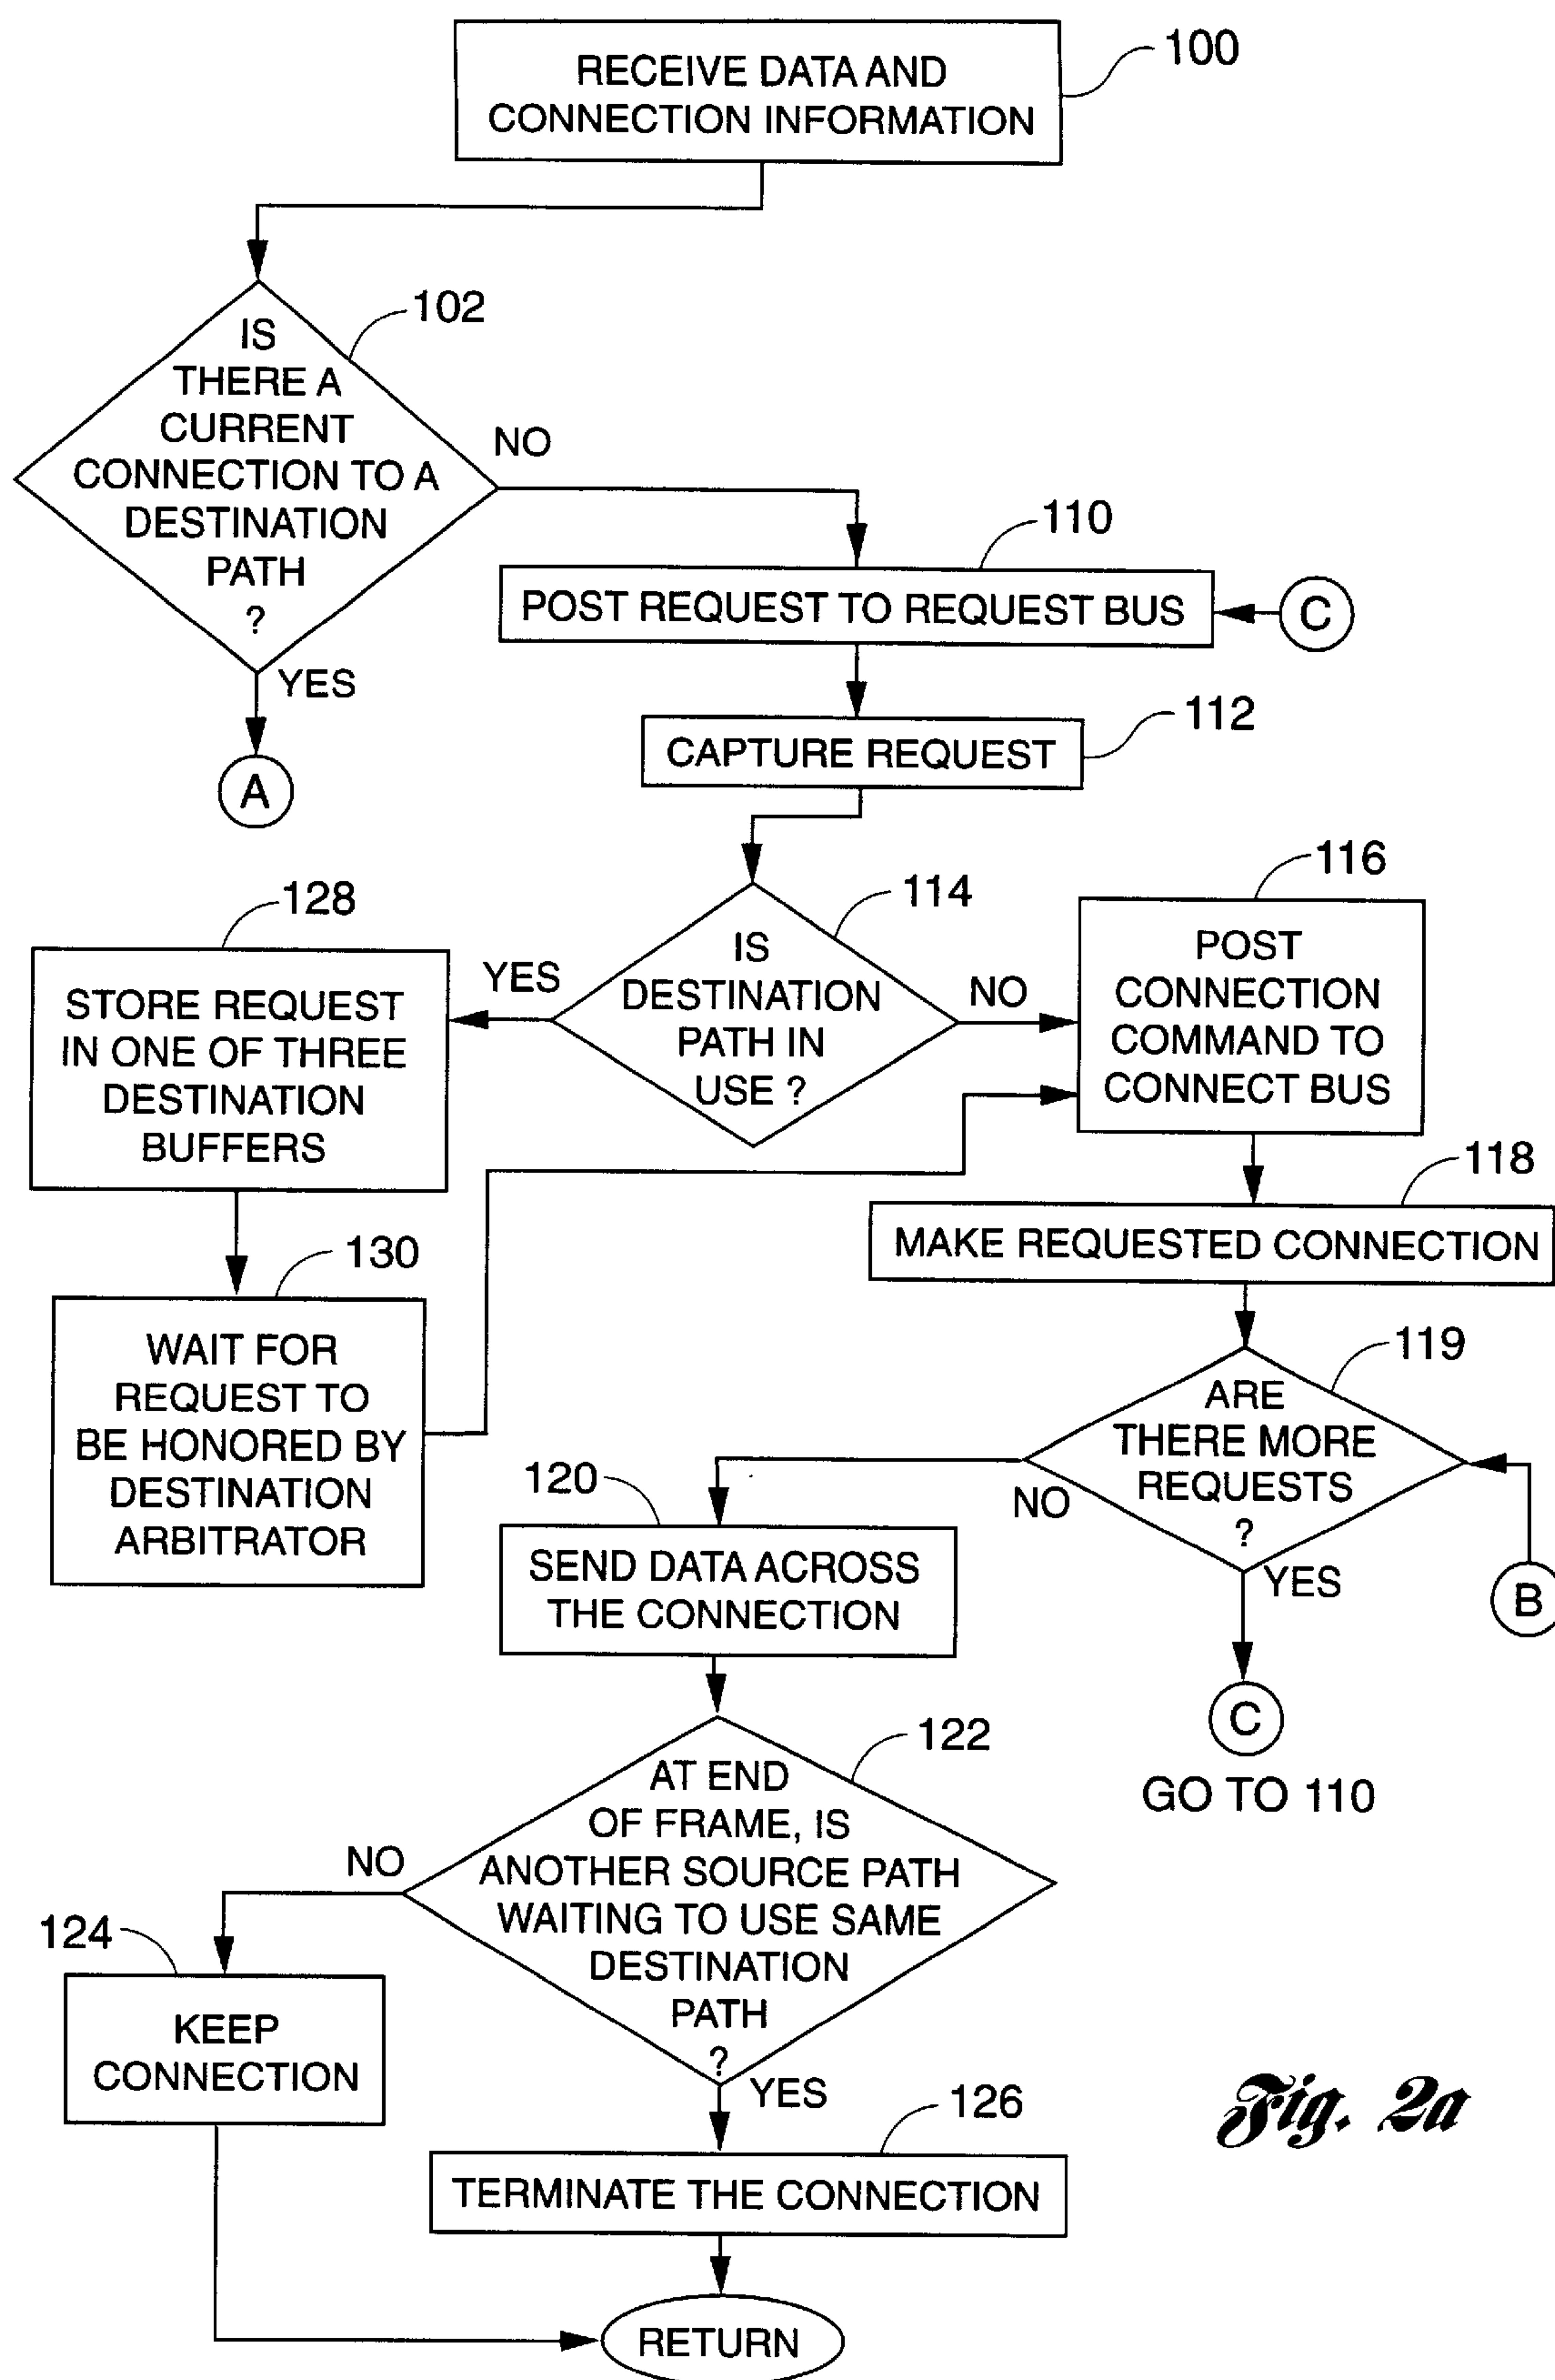 RECEIVE DATA AND
CONNECTION INFORMATION
100
IS
THERE A
CURRENT
CONNECTION TO A
DESTINATION
PATH
?
102
NO
YES
A
110
POST REQUEST TO REQUEST BUS
C
112
CAPTURE REQUEST
114
IS
DESTINATION
PATH IN
USE ?
YES
NO
128
STORE REQUEST
IN ONE OF THREE
DESTINATION
BUFFERS
116
POST
CONNECTION
COMMAND TO
CONNECT BUS
118
MAKE REQUESTED CONNECTION
130
WAIT FOR
REQUEST TO
BE HONORED BY
DESTINATION
ARBITRATOR
119
ARE
THERE MORE
REQUESTS
?
NO
YES
B
C
GO TO 110
120
SEND DATA ACROSS
THE CONNECTION
122
AT END
OF FRAME, IS
ANOTHER SOURCE PATH
WAITING TO USE SAME
DESTINATION
PATH
?
NO
YES
124
KEEP
CONNECTION
126
TERMINATE THE CONNECTION
RETURN
Fig. 2a